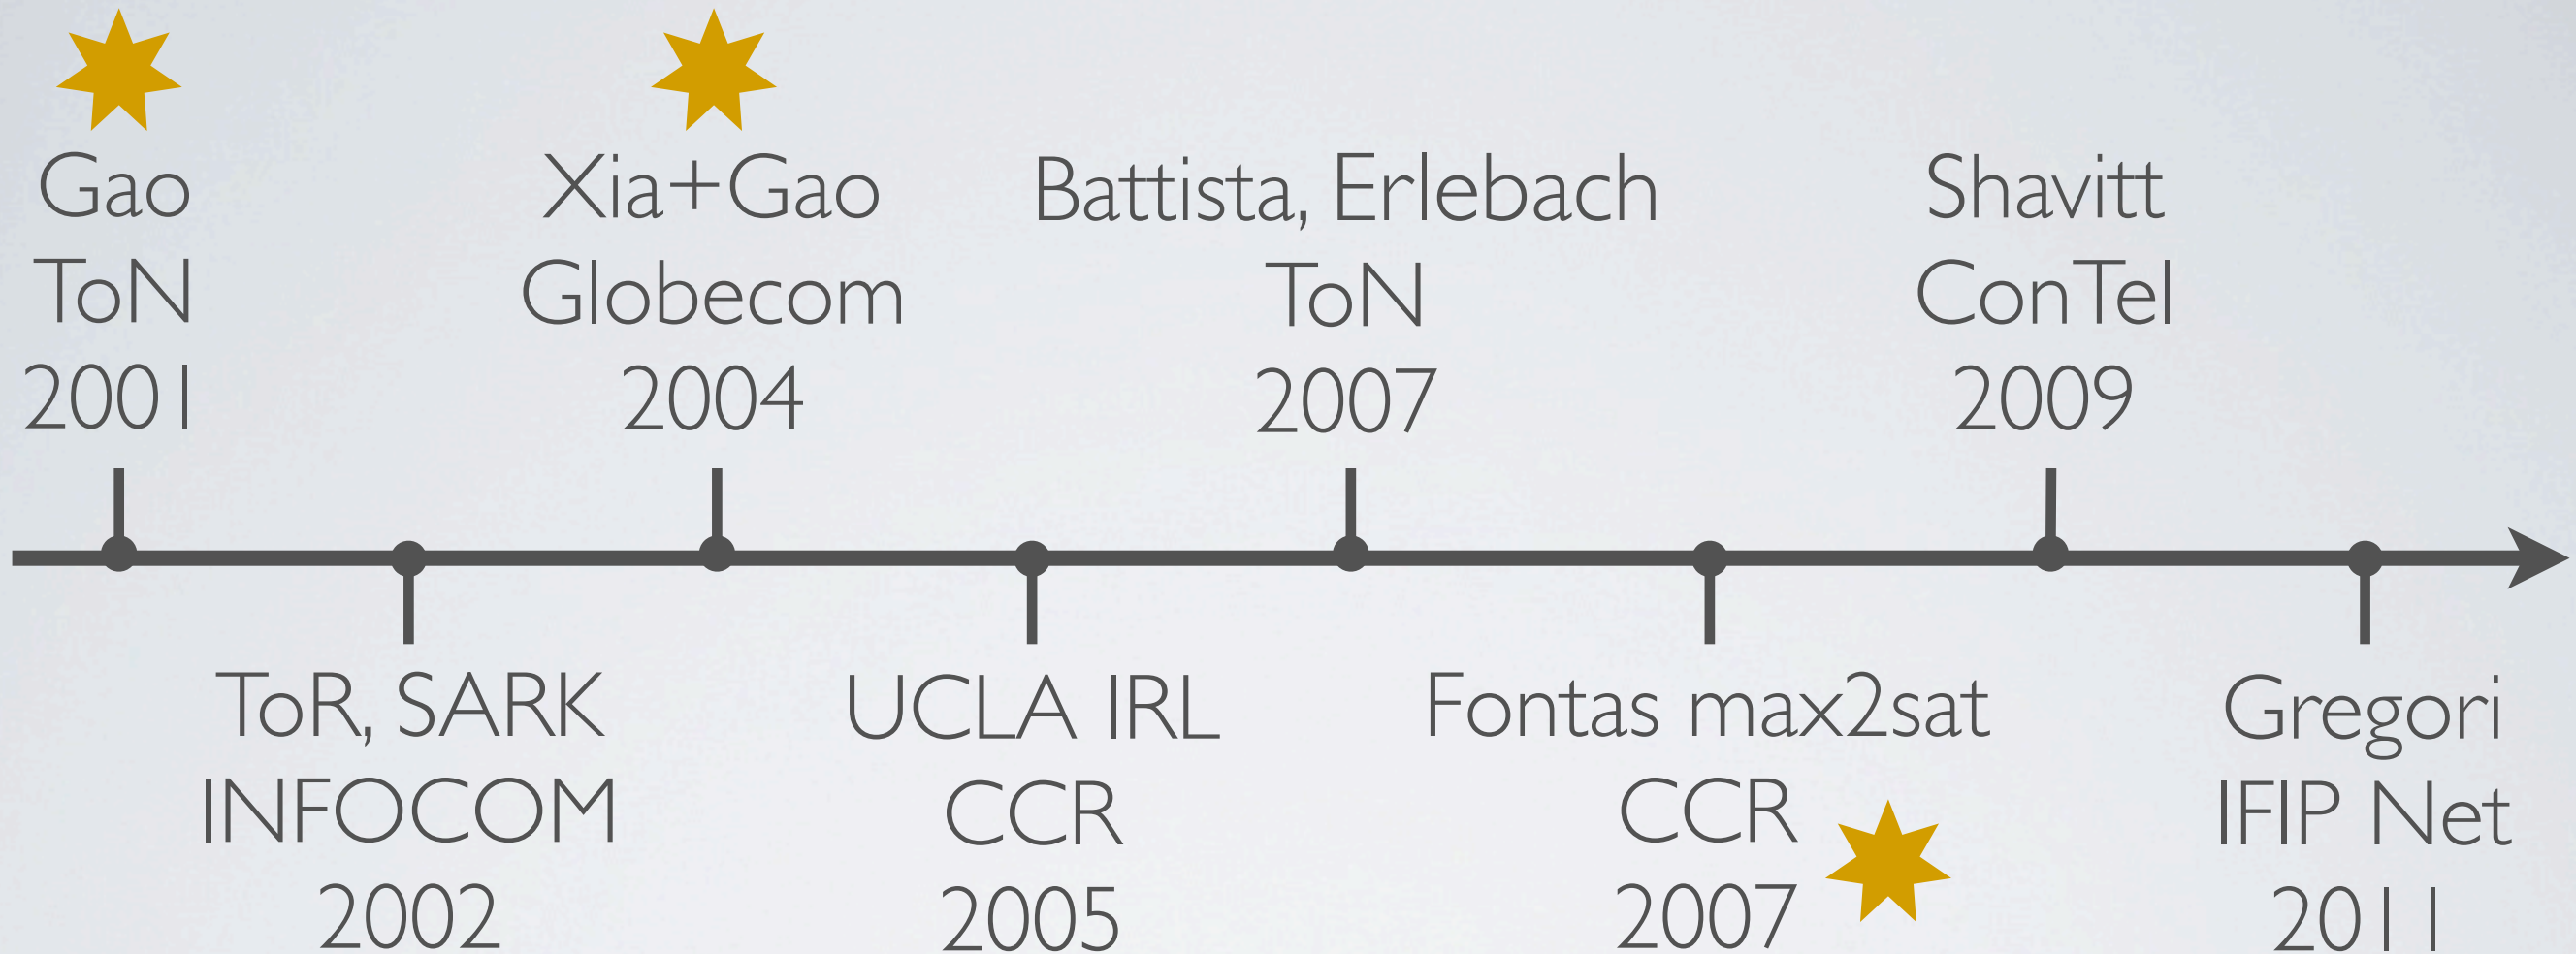 Gao
ToN
2001
ToR, SARK
INFOCOM
2002
Xia+Gao
Globecom
2004
UCLA IRL
CCR
2005
Battista, Erlebach
ToN
2007
Fontas max2sat
CCR
2007
Shavitt
ConTel
2009
Gregori
IFIP Net
2011